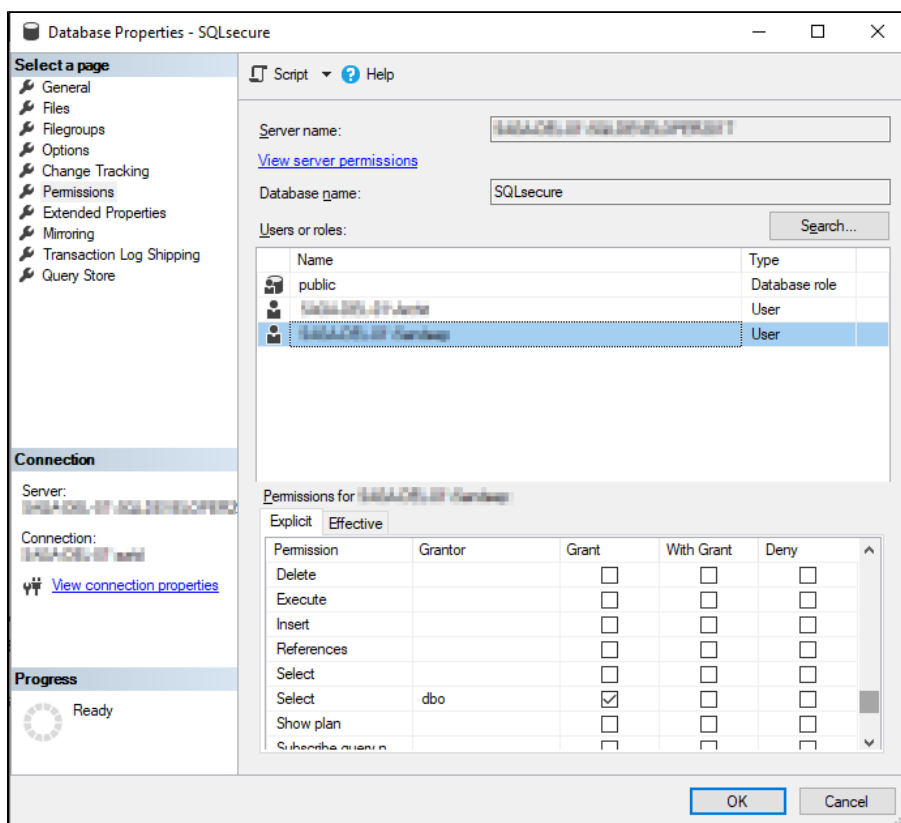 Database Properties - SQLsecure
Select a page
General
Files
Filegroups
Options
Change Tracking
Permissions
Extended Properties
Mirroring
Transaction Log Shipping
Query Store
Connection
Server:
Connection:
View connection properties
Progress
Ready
Script Help
Server name:
View server permissions
Database name: SQLsecure
Users or roles: Search...
Name Type
public Database role
User
User
Permissions for
Explicit Effective
Permission Grantor Grant With Grant Deny
Delete
Execute
Insert
References
Select
Select dbo
Show plan
Subscribe query n
OK Cancel